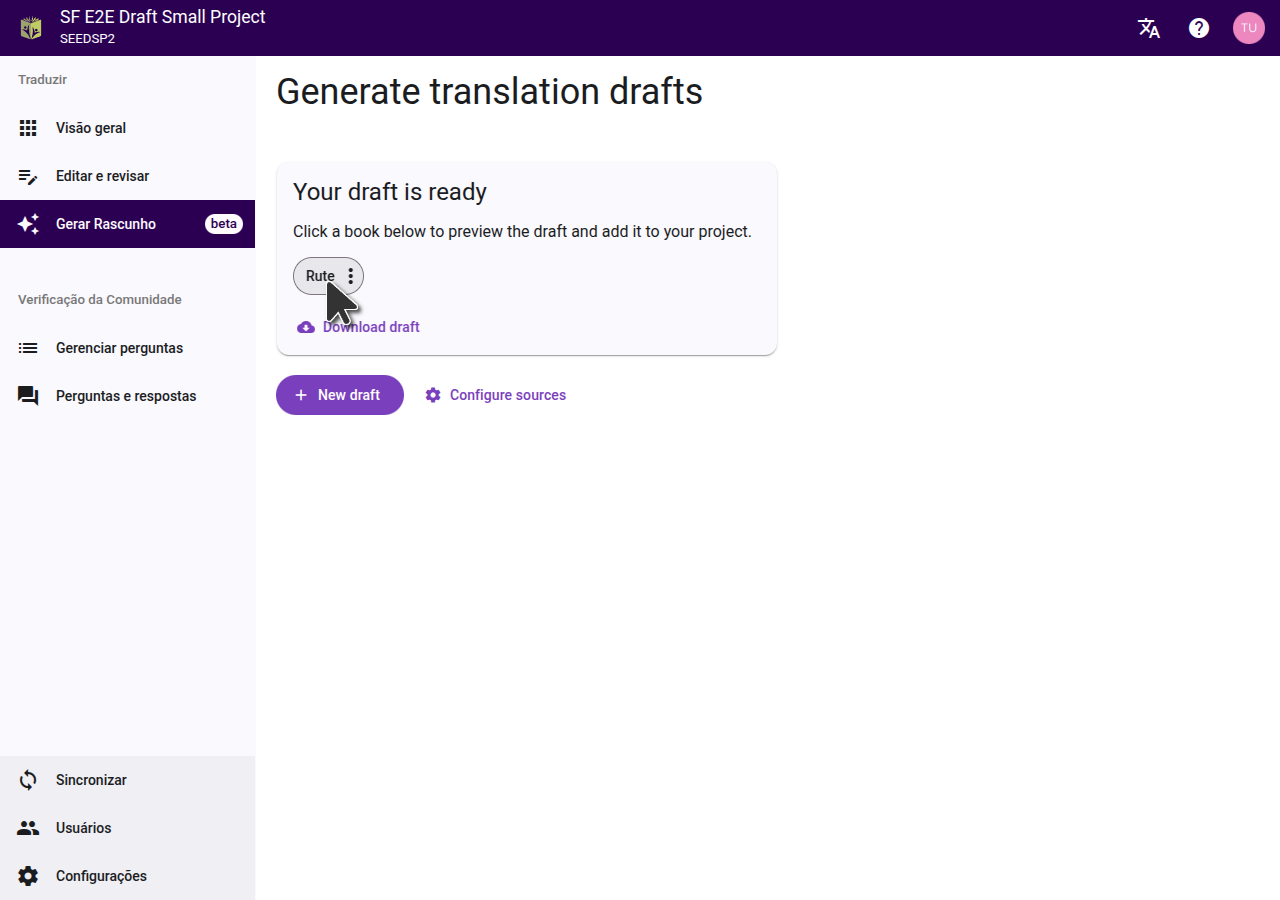 SF E2E Draft Small Project
SEEDSP2
TU
Traduzir
Visão geral
Editar e revisar
Gerar Rascunho
beta
Verificação da Comunidade
Gerenciar perguntas
Perguntas e respostas
Sincronizar
Usuários
Configurações
Generate translation drafts
Your draft is ready
Click a book below to preview the draft and add it to your project.
Rute
Download draft
New draft
Configure sources